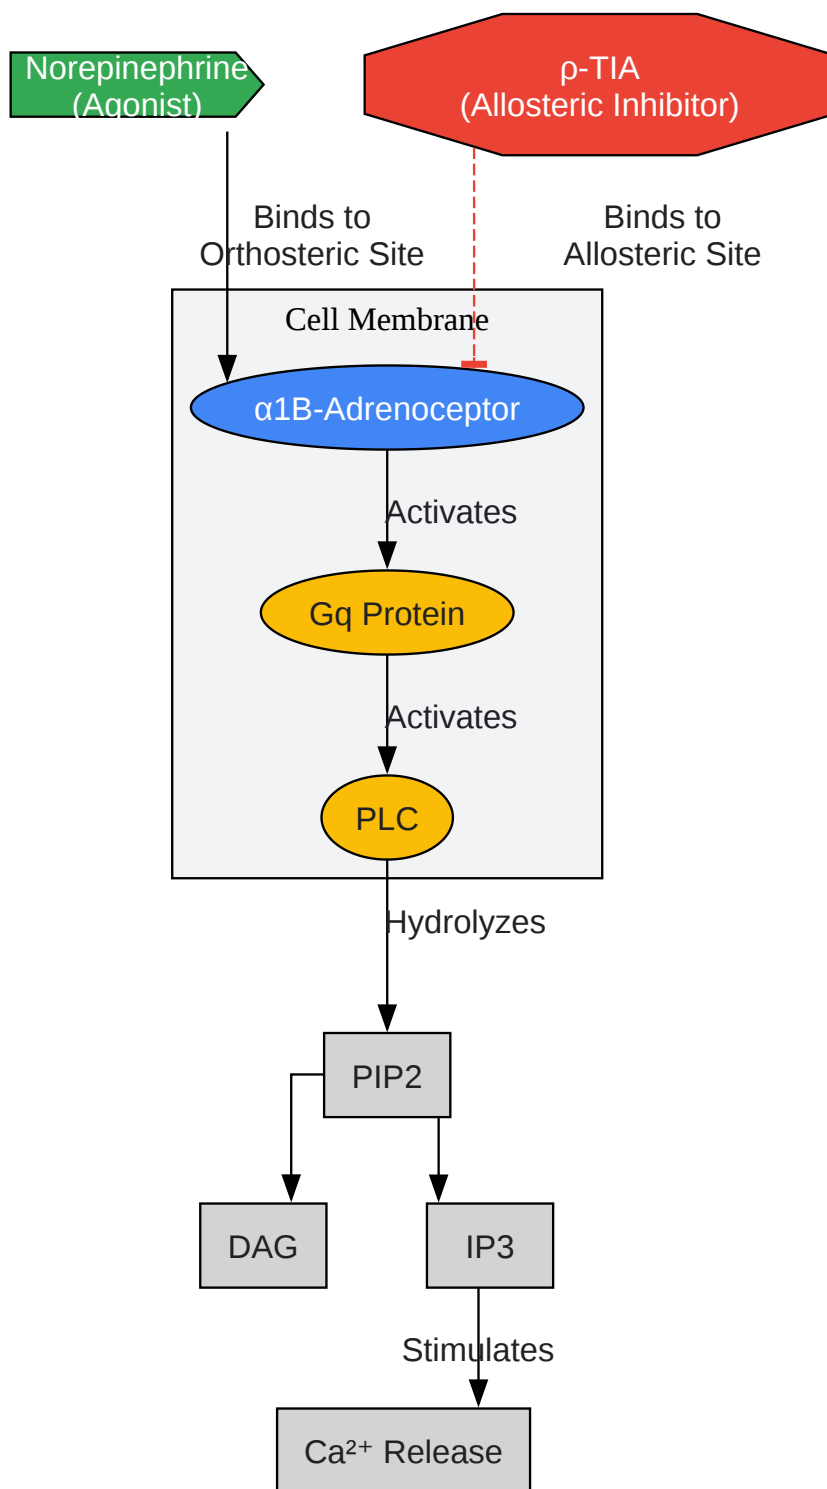 Norepinephrine
(Agonist)
ρ-TIA
(Allosteric Inhibitor)
Binds to
Orthosteric Site
Binds to
Allosteric Site
Cell Membrane
α1B-Adrenoceptor
Activates
Gq Protein
Activates
PLC
Hydrolyzes
PIP2
DAG
IP3
Stimulates
Ca²⁺ Release